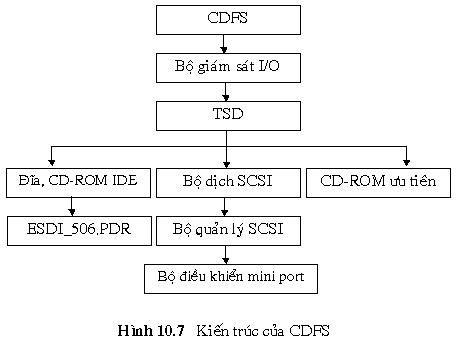 CDFS
Bộ giám sát I/O
TSD
Đĩa, CD-ROM IDE
Bộ dịch SCSI
CD-ROM ưu tiên
ESDI_506.PDR
Bộ quản lý SCSI
Bộ điều khiển mini port
Hình 10.7 Kiến trúc của CDFS